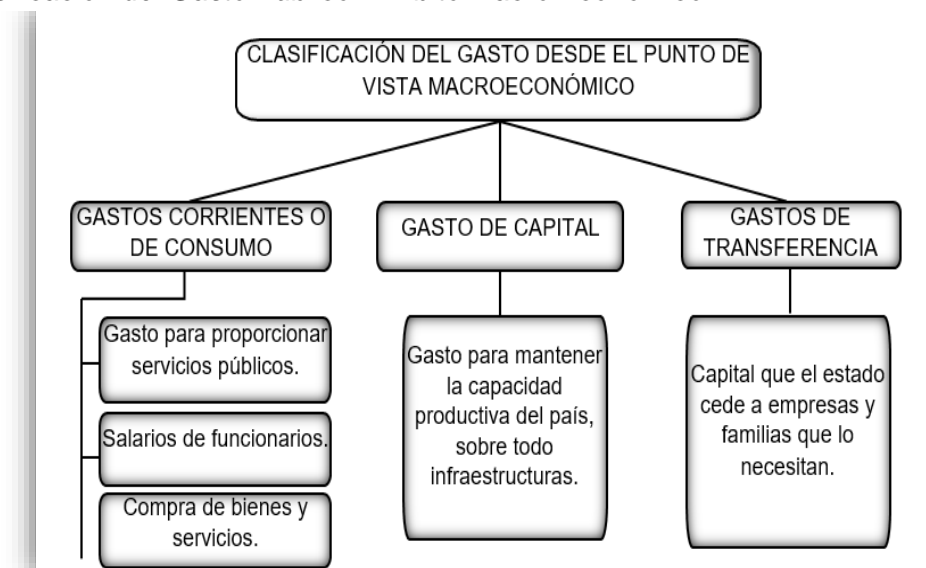 CLASIFICACIÓN DEL GASTO DESDE EL PUNTO DE
VISTA MACROECONÓMICO
GASTOS CORRIENTES O
DE CONSUMO
GASTO DE CAPITAL
GASTOS DE
TRANSFERENCIA
Gasto para proporcionar
servicios públicos.
Salarios de funcionarios.
Compra de bienes y
servicios.
Gasto para mantener
la capacidad
productiva del país,
sobre todo
infraestructuras.
Capital que el estado
cede a empresas y
familias que lo
necesitan.